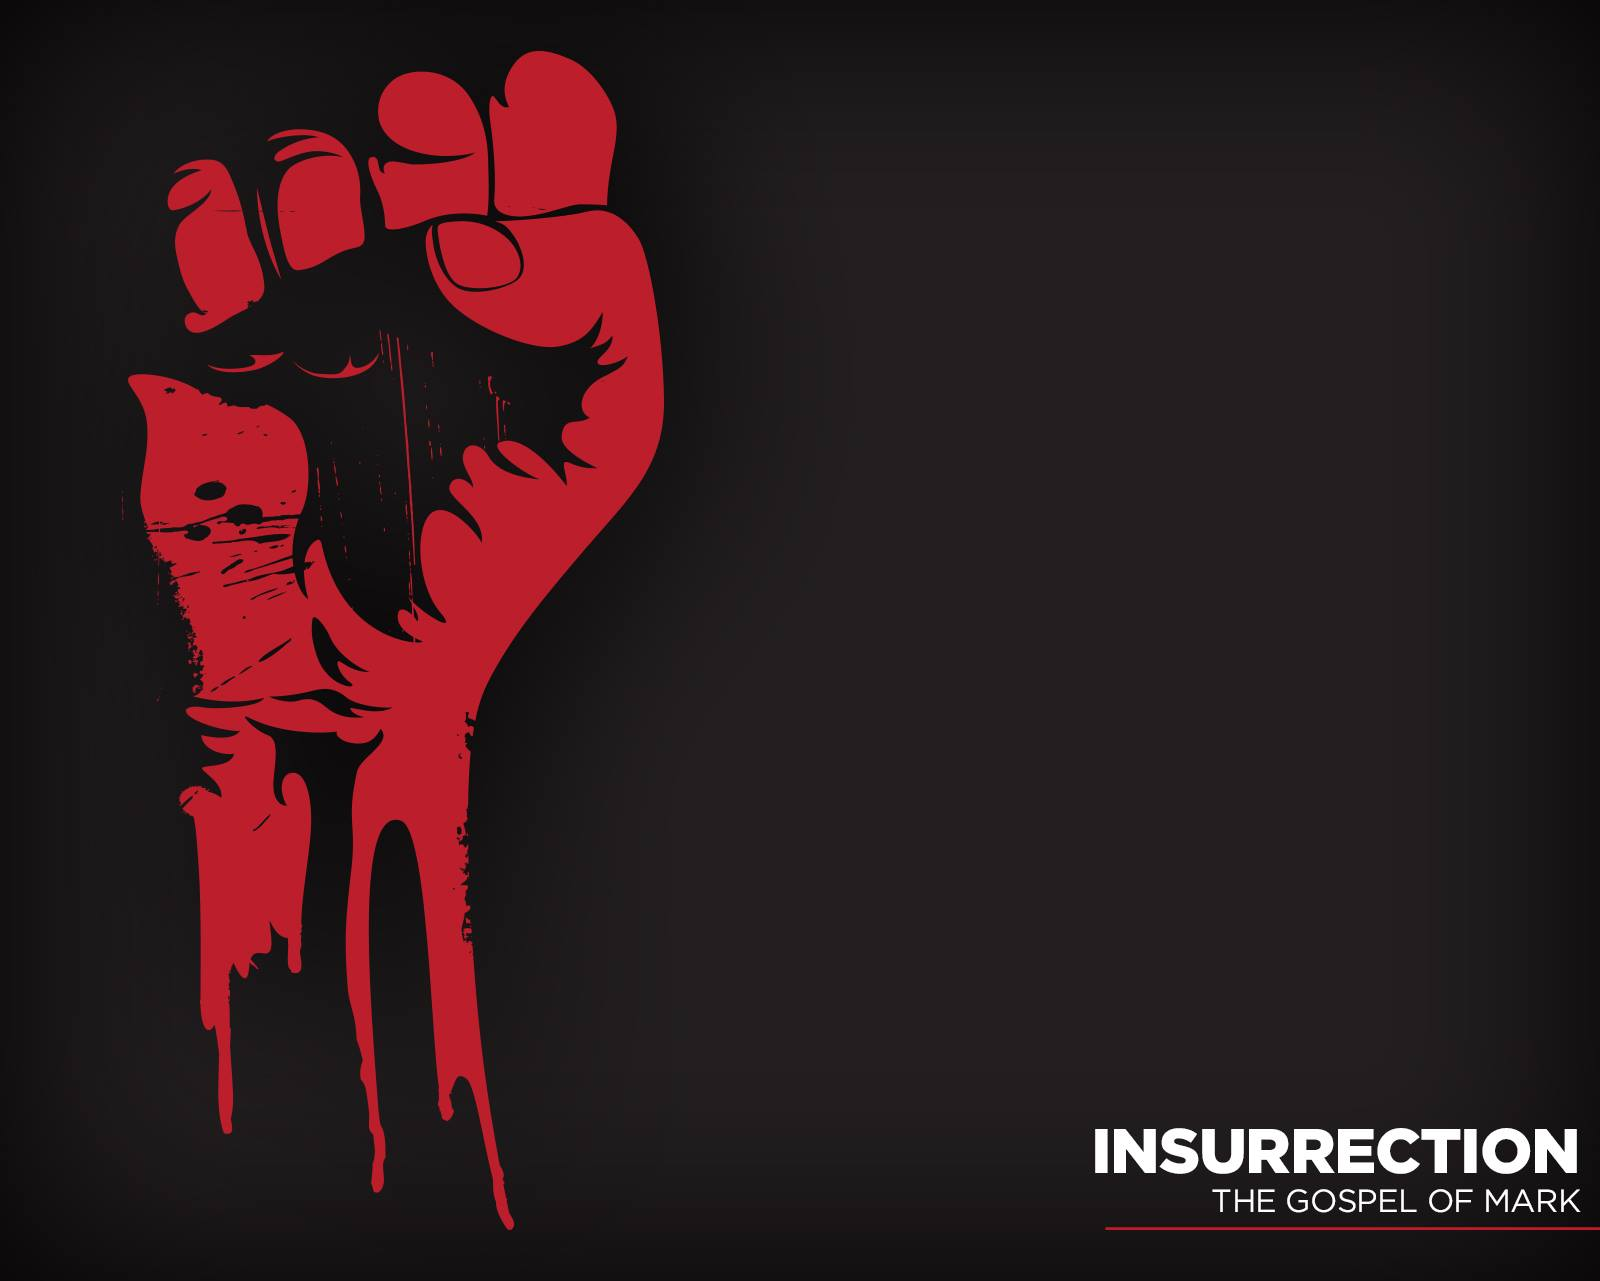 INSURRECTION
THE GOSPEL OF MARK